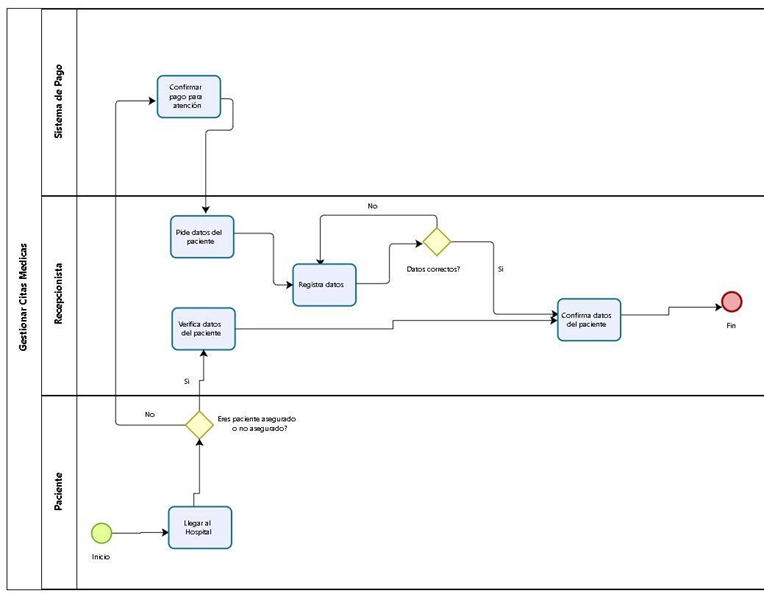 Gestionar Citas Medicas
Sistema de Pago
Confirmar
pago para
atención
Recepcionista
Pide datos del
paciente
No
Registra datos
Datos correctos?
Si
Verifica datos
del paciente
Confirma datos
del paciente
Fin
Si
Paciente
No
Eres paciente asegurado
o no asegurado?
Llegar al
Hospital
Inicio